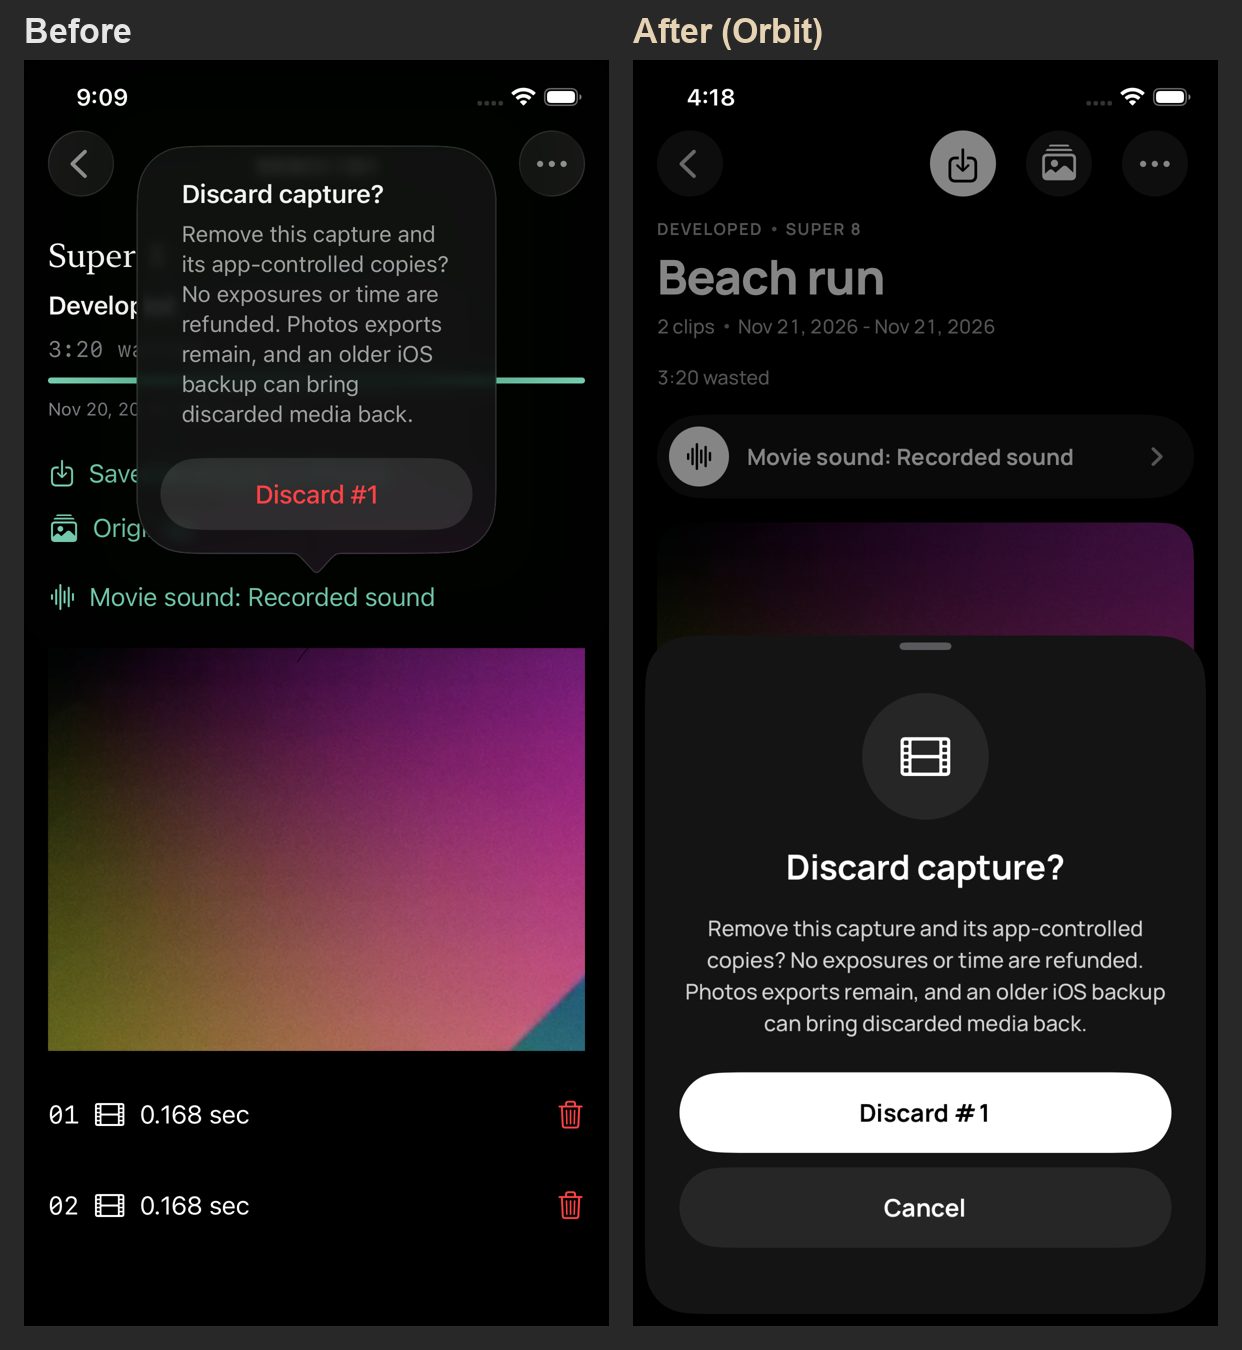 Before
After (Orbit)
9:09
Discard capture?
Remove this capture and
its app-controlled copies?
No exposures or time are
refunded. Photos exports
remain, and an older iOS
backup can bring
discarded media back.
Discard #1
Super
Develop
3:20 wa
Nov 20, 20
Save
Orig
Movie sound: Recorded sound
01 0.168 sec
02 0.168 sec
4:18
DEVELOPED • SUPER 8
Beach run
2 clips • Nov 21, 2026 - Nov 21, 2026
3:20 wasted
Movie sound: Recorded sound
Discard capture?
Remove this capture and its app-controlled
copies? No exposures or time are refunded.
Photos exports remain, and an older iOS backup
can bring discarded media back.
Discard #1
Cancel